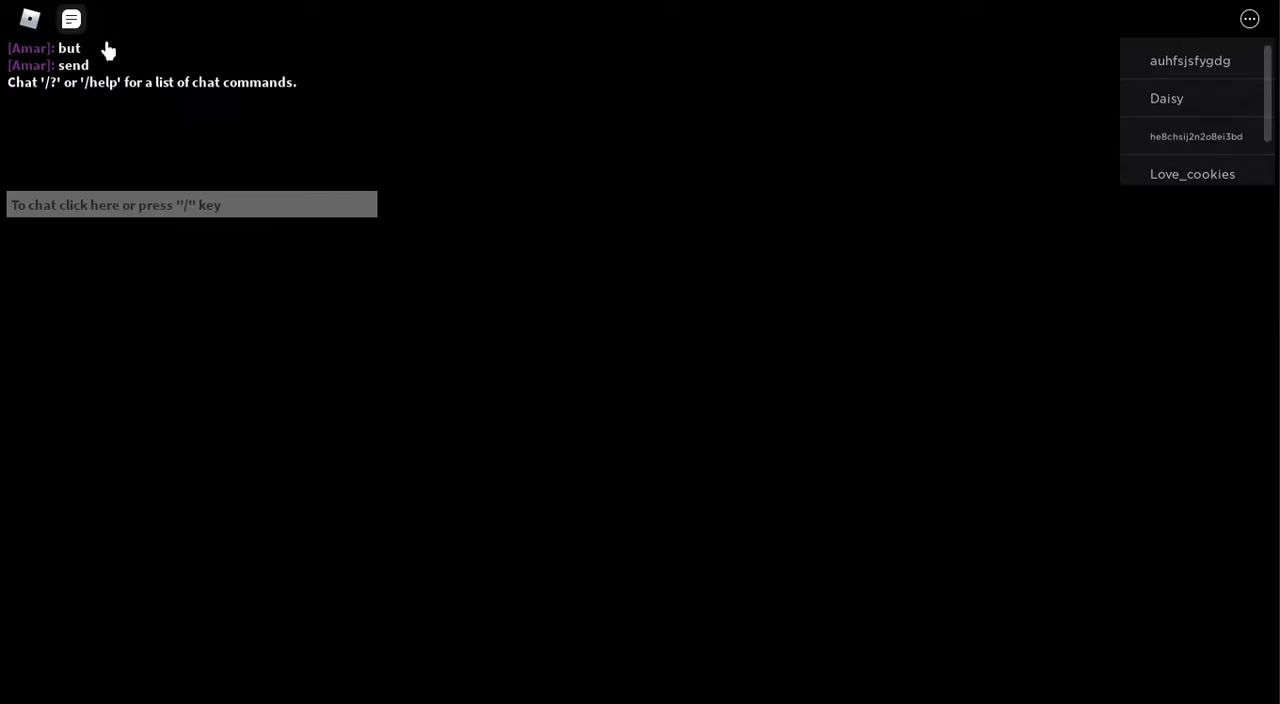 [Amar]: but
[Amar]: send
Chat '/?' or '/help' for a list of chat commands.
To chat click here or press "/" key
auhfsjsfygdg
Daisy
he8chsij2n2o8ei3bd
Love_cookies